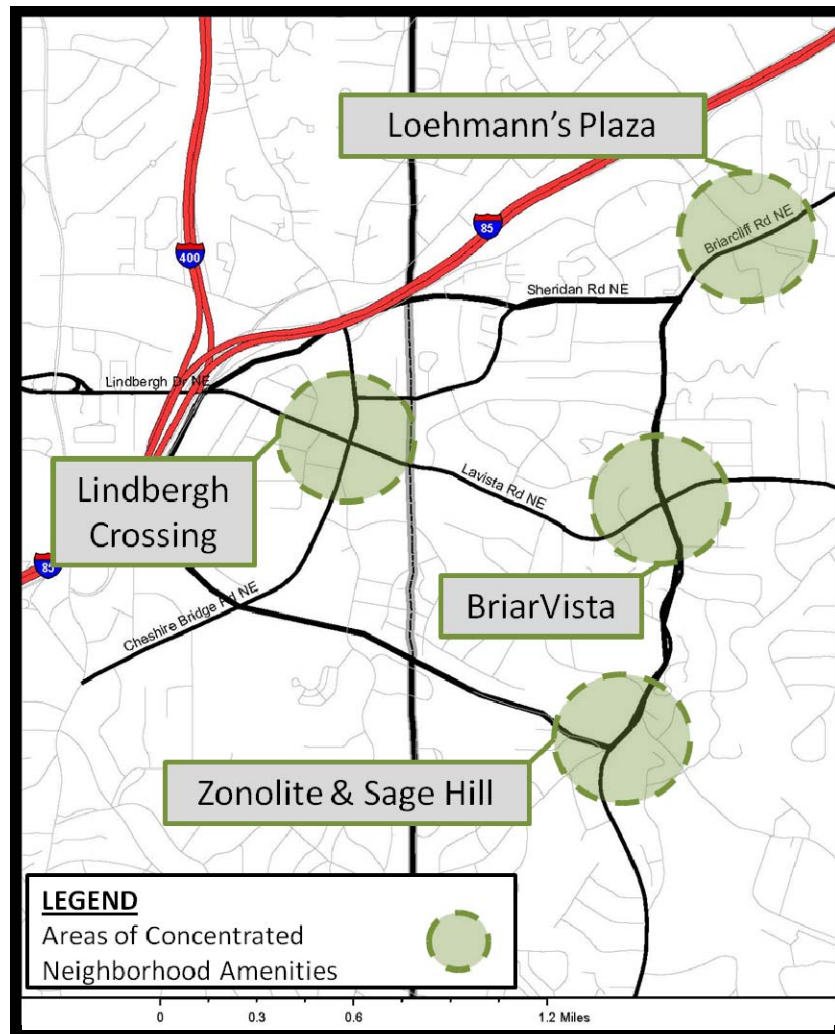 Loehmann's Plaza
85
Briarcliff Rd NE
400
Sheridan Rd NE
Lindbergh Dr NE
Lindbergh
Crossing
Lavista Rd NE
85
BriarVista
Cheshire Bridge Rd NE
Zonolite & Sage Hill
LEGEND
Areas of Concentrated
Neighborhood Amenities
0 0.3 0.6 1.2 Miles